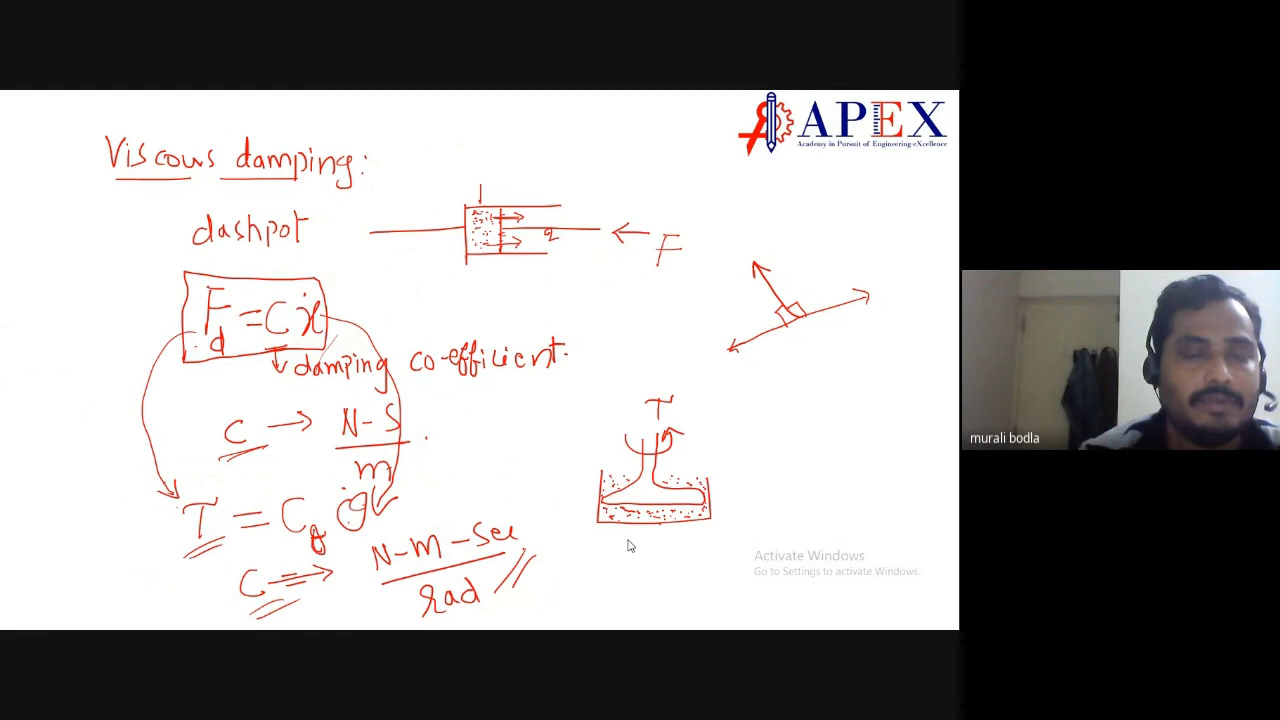 APEX
Academy in Pursuit of Engineering eXcellence
Viscous damping:
dashpot
F
Fd = Cẋ
damping co-efficient.
C → N-S
m
T
T = Cθ θ̇
C ⇒ N-m-sec
rad
murali bodla
Activate Windows
Go to Settings to activate Windows.